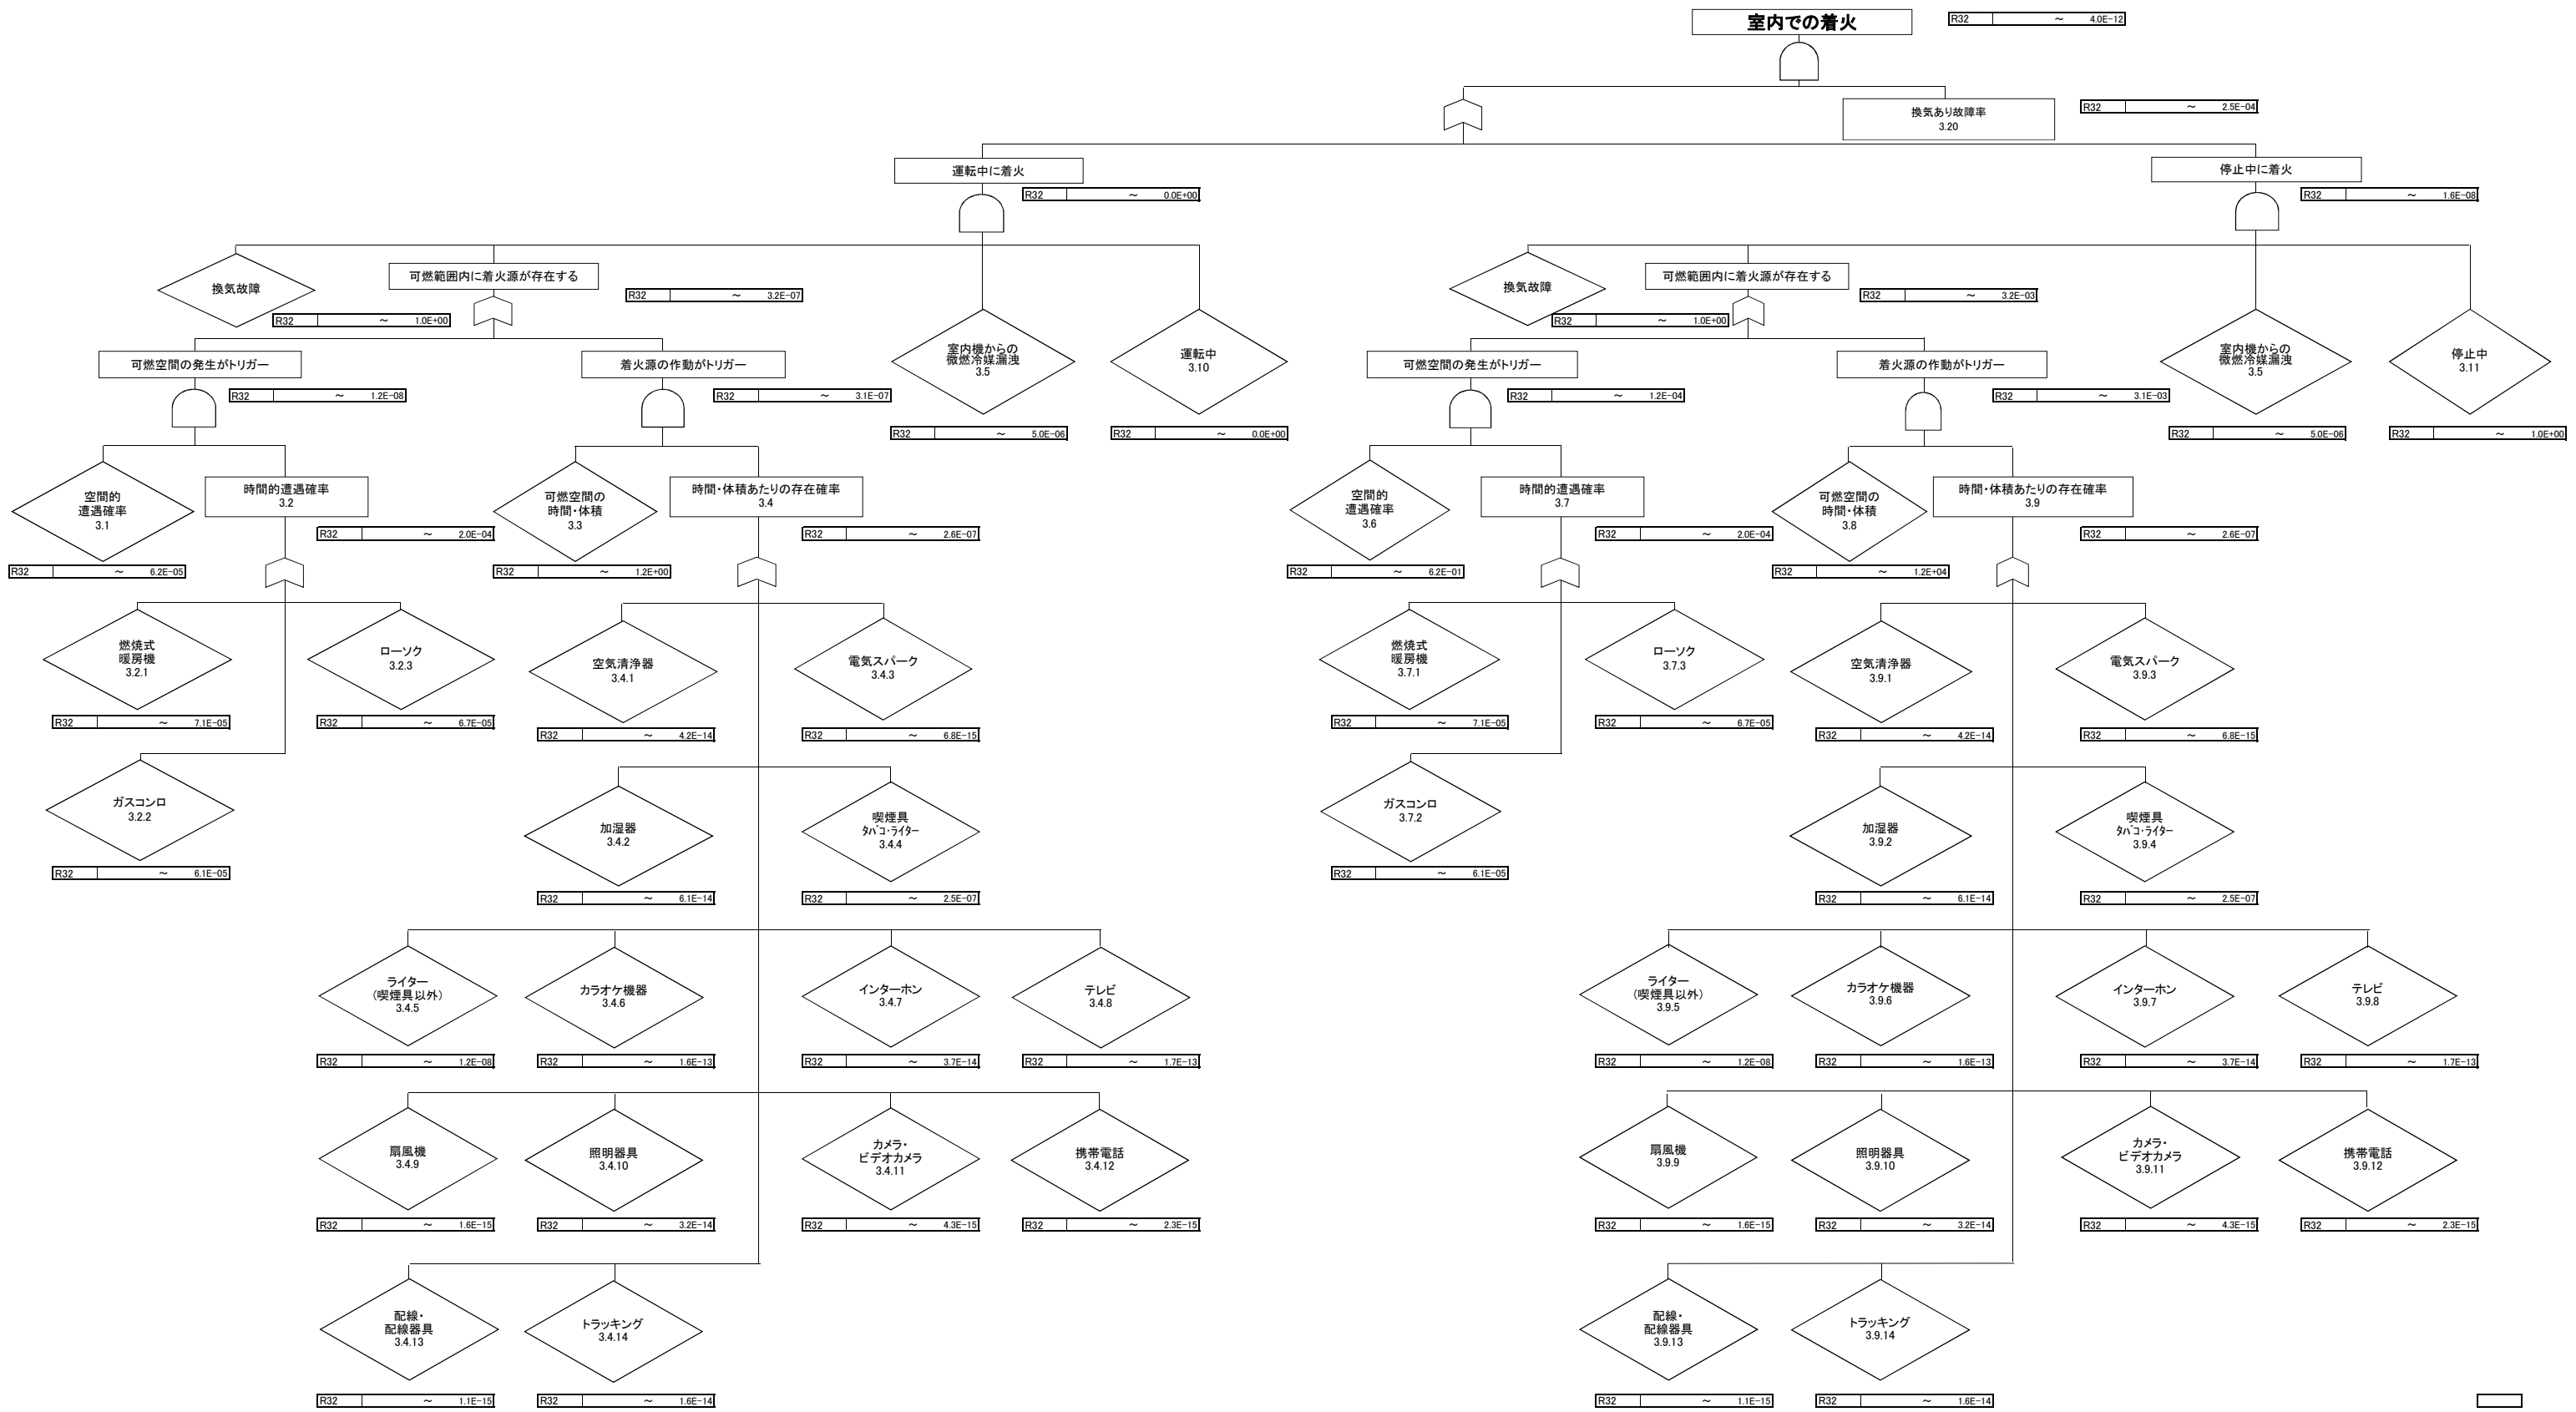 室内での着火
R32 ～ 4.0E-12
換気あり故障率
3.20
R32 ～ 2.5E-04
運転中に着火
R32 ～ 0.0E+00
停止中に着火
R32 ～ 1.6E-08
換気故障
R32 ～ 1.0E+00
可燃範囲内に着火源が存在する
R32 ～ 3.2E-07
室内機からの
微燃冷媒漏洩
3.5
R32 ～ 5.0E-06
運転中
3.10
R32 ～ 0.0E+00
換気故障
R32 ～ 1.0E+00
可燃範囲内に着火源が存在する
R32 ～ 3.2E-03
室内機からの
微燃冷媒漏洩
3.5
R32 ～ 5.0E-06
停止中
3.11
R32 ～ 1.0E+00
可燃空間の発生がトリガー
R32 ～ 1.2E-08
着火源の作動がトリガー
R32 ～ 3.1E-07
可燃空間の発生がトリガー
R32 ～ 1.2E-04
着火源の作動がトリガー
R32 ～ 3.1E-03
空間的
遭遇確率
3.1
R32 ～ 6.2E-05
時間的遭遇確率
3.2
R32 ～ 2.0E-04
可燃空間の
時間・体積
3.3
R32 ～ 1.2E+00
時間・体積あたりの存在確率
3.4
R32 ～ 2.6E-07
空間的
遭遇確率
3.6
R32 ～ 6.2E-01
時間的遭遇確率
3.7
R32 ～ 2.0E-04
可燃空間の
時間・体積
3.8
R32 ～ 1.2E+04
時間・体積あたりの存在確率
3.9
R32 ～ 2.6E-07
燃焼式
暖房機
3.2.1
R32 ～ 7.1E-05
ローソク
3.2.3
R32 ～ 6.7E-05
空気清浄器
3.4.1
R32 ～ 4.2E-14
電気スパーク
3.4.3
R32 ～ 6.8E-15
燃焼式
暖房機
3.7.1
R32 ～ 7.1E-05
ローソク
3.7.3
R32 ～ 6.7E-05
空気清浄器
3.9.1
R32 ～ 4.2E-14
電気スパーク
3.9.3
R32 ～ 6.8E-15
ガスコンロ
3.2.2
R32 ～ 6.1E-05
加湿器
3.4.2
R32 ～ 6.1E-14
喫煙具
ﾀﾊﾞｺ・ﾗｲﾀｰ
3.4.4
R32 ～ 2.5E-07
ガスコンロ
3.7.2
R32 ～ 6.1E-05
加湿器
3.9.2
R32 ～ 6.1E-14
喫煙具
ﾀﾊﾞｺ・ﾗｲﾀｰ
3.9.4
R32 ～ 2.5E-07
ライター
(喫煙具以外)
3.4.5
R32 ～ 1.2E-08
カラオケ機器
3.4.6
R32 ～ 1.6E-13
インターホン
3.4.7
R32 ～ 3.7E-14
テレビ
3.4.8
R32 ～ 1.7E-13
ライター
(喫煙具以外)
3.9.5
R32 ～ 1.2E-08
カラオケ機器
3.9.6
R32 ～ 1.6E-13
インターホン
3.9.7
R32 ～ 3.7E-14
テレビ
3.9.8
R32 ～ 1.7E-13
扇風機
3.4.9
R32 ～ 1.6E-15
照明器具
3.4.10
R32 ～ 3.2E-14
カメラ・
ビデオカメラ
3.4.11
R32 ～ 4.3E-15
携帯電話
3.4.12
R32 ～ 2.3E-15
扇風機
3.9.9
R32 ～ 1.6E-15
照明器具
3.9.10
R32 ～ 3.2E-14
カメラ・
ビデオカメラ
3.9.11
R32 ～ 4.3E-15
携帯電話
3.9.12
R32 ～ 2.3E-15
配線・
配線器具
3.4.13
R32 ～ 1.1E-15
トラッキング
3.4.14
R32 ～ 1.6E-14
配線・
配線器具
3.9.13
R32 ～ 1.1E-15
トラッキング
3.9.14
R32 ～ 1.6E-14